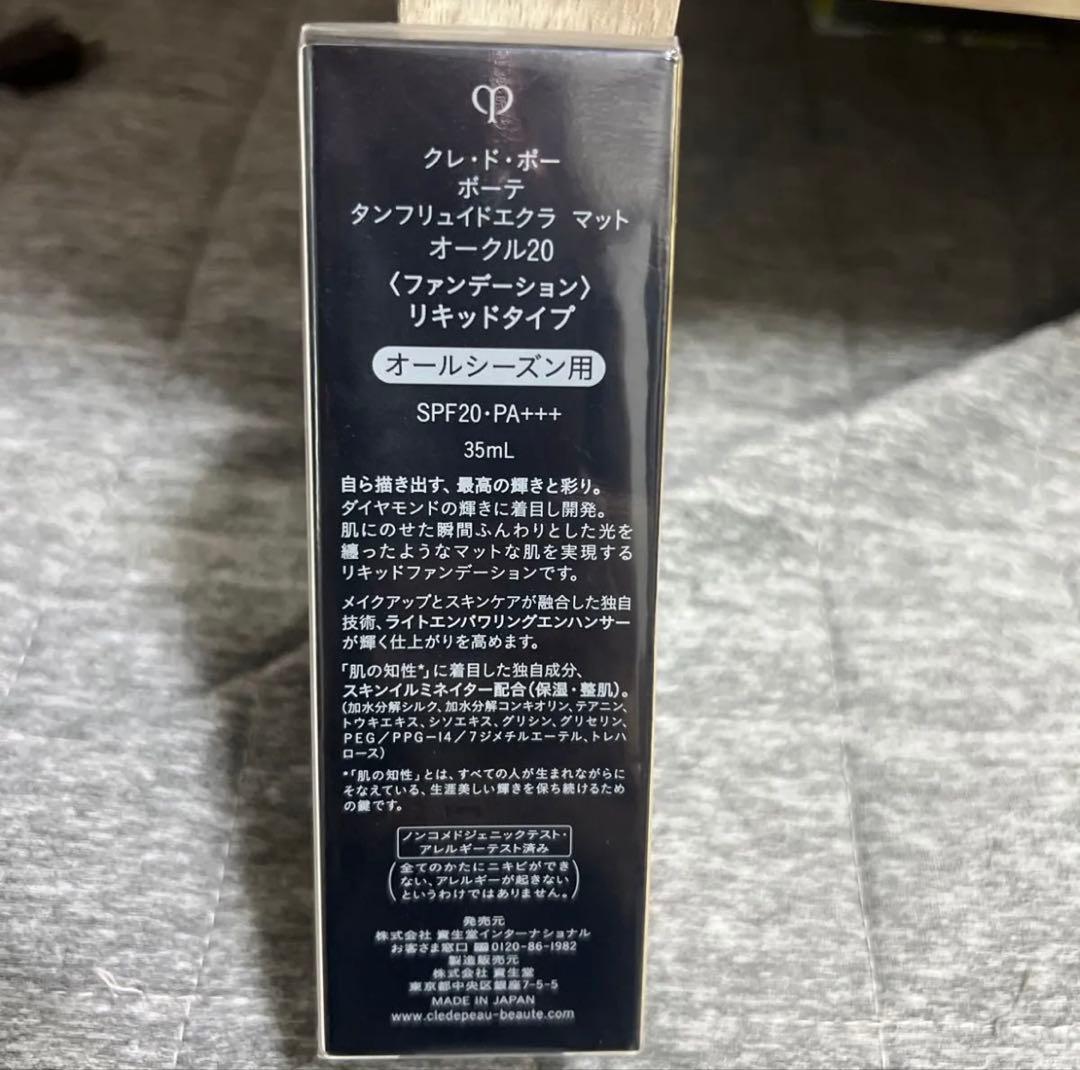 クレ・ド・ポー
ボーテ
タンフリュイドエクラ マット
オークル20
〈ファンデーション〉
リキッドタイプ
オールシーズン用
SPF20・PA+++
35mL
自ら描き出す、最高の輝きと彩り。
ダイヤモンドの輝きに着目し開発。
肌にのせた瞬間ふんわりとした光を
纏ったようなマットな肌を実現する
リキッドファンデーションです。
メイクアップとスキンケアが融合した独自
技術、ライトエンパワリングエンハンサー
が輝く仕上がりを高めます。
「肌の知性*」に着目した独自成分、
スキンイルミネイター配合(保湿・整肌)。
(加水分解シルク、加水分解コンキオリン、テアニン、
トウキエキス、シソエキス、グリシン、グリセリン、
PEG/PPG-14/7ジメチルエーテル、トレハ
ロース)
*「肌の知性」とは、すべての人が生まれながらに
そなえている、生涯美しい輝きを保ち続けるため
の鍵です。
ノンコメドジェニックテスト・
アレルギーテスト済み
(全てのかたにニキビができ
ない、アレルギーが起きない
というわけではありません。)
発売元
株式会社 資生堂インターナショナル
お客さま窓口 0120-86-1982
製造販売元
株式会社 資生堂
東京都中央区銀座7-5-5
MADE IN JAPAN
www.cledepeau-beaute.com